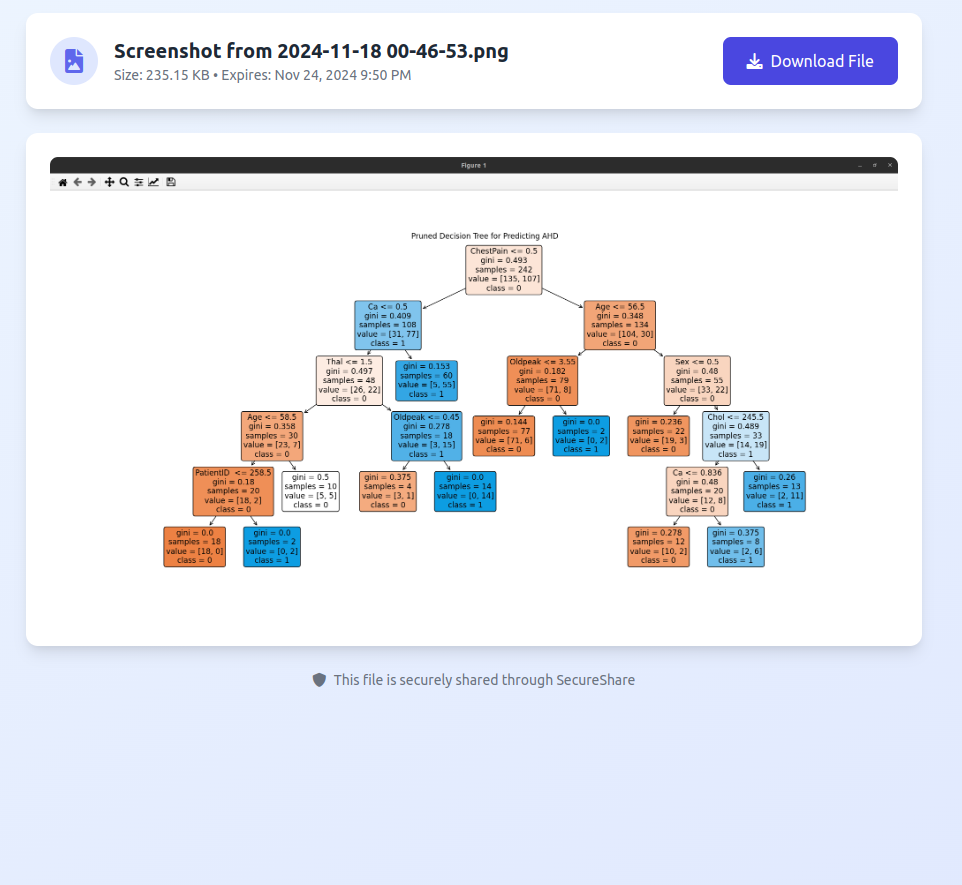 Screenshot from 2024-11-18 00-46-53.png
Size: 235.15 KB • Expires: Nov 24, 2024 9:50 PM
Download File
Figure 1
Pruned Decision Tree for Predicting AHD
ChestPain <= 0.5
gini = 0.493
samples = 242
value = [135, 107]
class = 0
Ca <= 0.5
gini = 0.409
samples = 108
value = [31, 77]
class = 1
Age <= 56.5
gini = 0.348
samples = 134
value = [104, 30]
class = 0
Thal <= 1.5
gini = 0.497
samples = 48
value = [26, 22]
class = 0
gini = 0.153
samples = 60
value = [5, 55]
class = 1
Oldpeak <= 3.55
gini = 0.182
samples = 79
value = [71, 8]
class = 0
Sex <= 0.5
gini = 0.48
samples = 55
value = [33, 22]
class = 0
Age <= 58.5
gini = 0.358
samples = 30
value = [23, 7]
class = 0
Oldpeak <= 0.45
gini = 0.278
samples = 18
value = [3, 15]
class = 1
gini = 0.144
samples = 77
value = [71, 6]
class = 0
gini = 0.0
samples = 2
value = [0, 2]
class = 1
gini = 0.236
samples = 22
value = [19, 3]
class = 0
Chol <= 245.5
gini = 0.489
samples = 33
value = [14, 19]
class = 1
PatientID <= 258.5
gini = 0.18
samples = 20
value = [18, 2]
class = 0
gini = 0.5
samples = 10
value = [5, 5]
class = 0
gini = 0.375
samples = 4
value = [3, 1]
class = 0
gini = 0.0
samples = 14
value = [0, 14]
class = 1
Ca <= 0.836
gini = 0.48
samples = 20
value = [12, 8]
class = 0
gini = 0.26
samples = 13
value = [2, 11]
class = 1
gini = 0.0
samples = 18
value = [18, 0]
class = 0
gini = 0.0
samples = 2
value = [0, 2]
class = 1
gini = 0.278
samples = 12
value = [10, 2]
class = 0
gini = 0.375
samples = 8
value = [2, 6]
class = 1
This file is securely shared through SecureShare